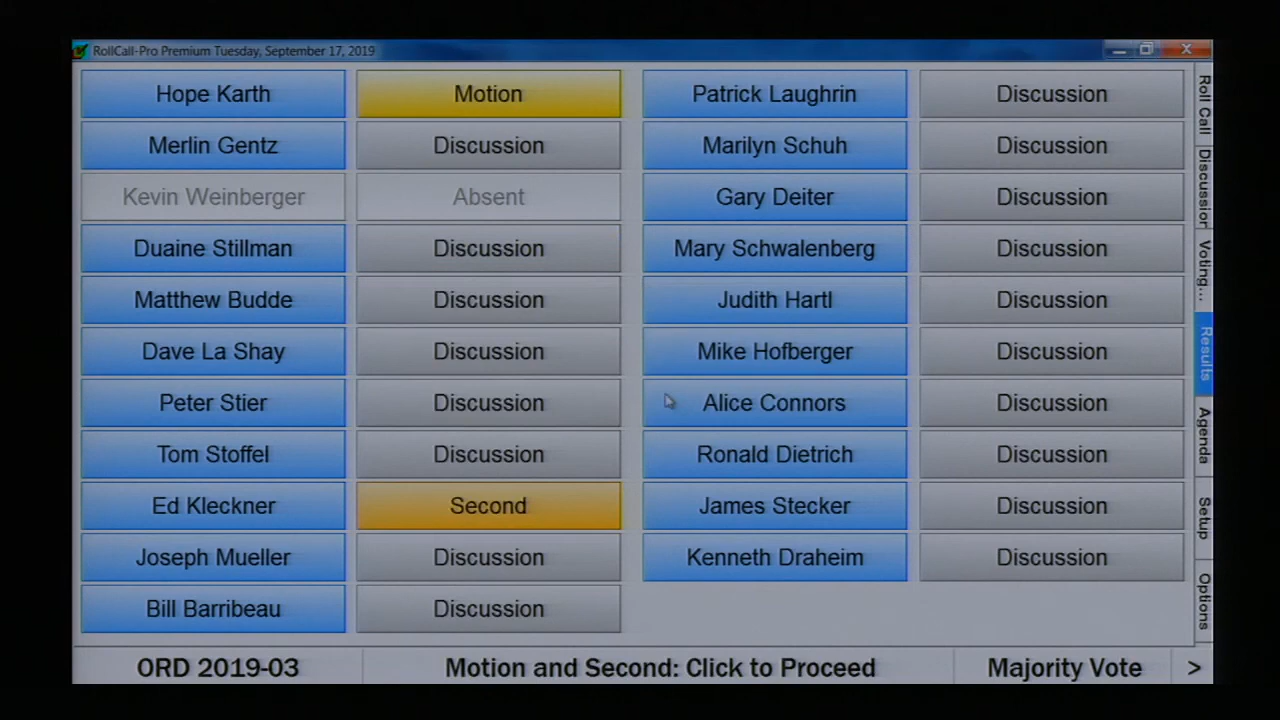 RollCall-Pro Premium Tuesday, September 17, 2019
Hope Karth Motion Patrick Laughrin Discussion
Merlin Gentz Discussion Marilyn Schuh Discussion
Kevin Weinberger Absent Gary Deiter Discussion
Duaine Stillman Discussion Mary Schwalenberg Discussion
Matthew Budde Discussion Judith Hartl Discussion
Dave La Shay Discussion Mike Hofberger Discussion
Peter Stier Discussion Alice Connors Discussion
Tom Stoffel Discussion Ronald Dietrich Discussion
Ed Kleckner Second James Stecker Discussion
Joseph Mueller Discussion Kenneth Draheim Discussion
Bill Barribeau Discussion
Roll Call
Discussion
Voting...
Results
Agenda
Setup
Options
ORD 2019-03 Motion and Second: Click to Proceed Majority Vote >